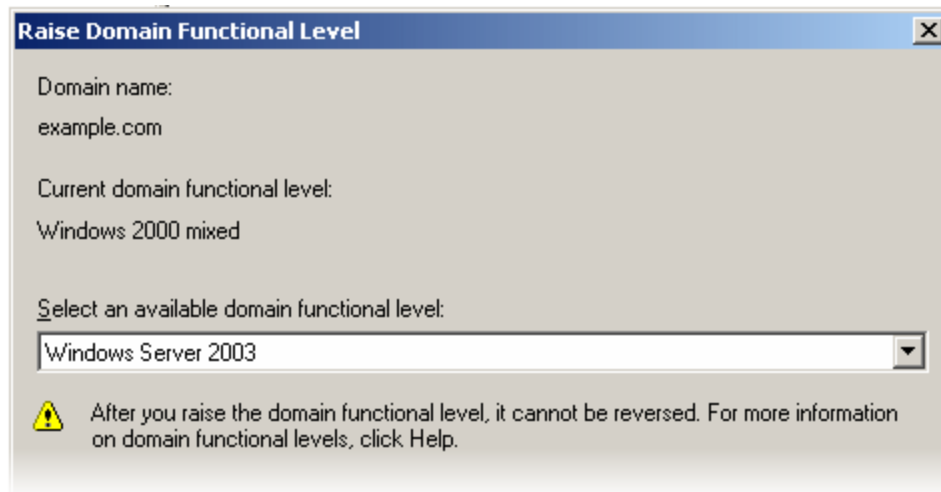 Raise Domain Functional Level
Domain name:
example.com
Current domain functional level:
Windows 2000 mixed
Select an available domain functional level:
Windows Server 2003
After you raise the domain functional level, it cannot be reversed. For more information
on domain functional levels, click Help.